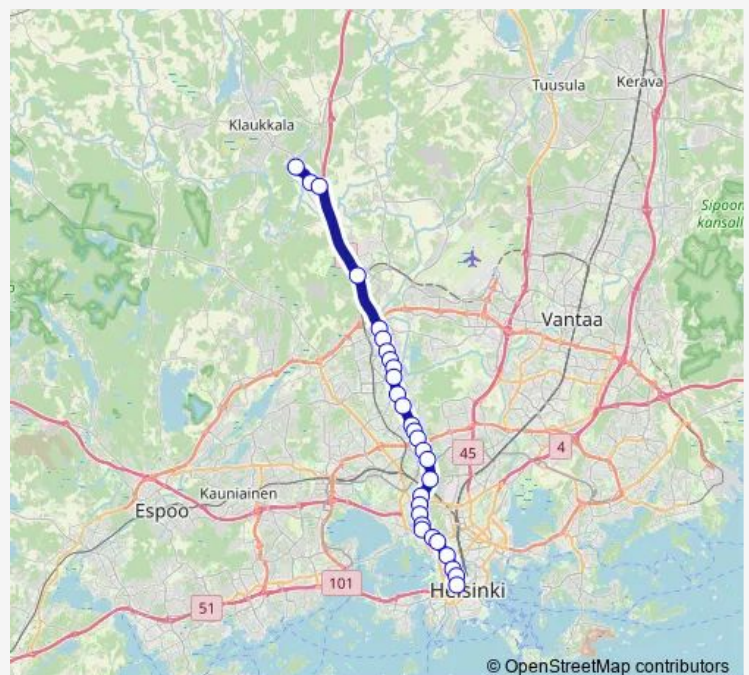 Klaukkala
Tuusula
Kerava
Sipoon
kansall
Vantaa
45
4
Kauniainen
Espoo
101
Helsinki
51
© OpenStreetMap contributors